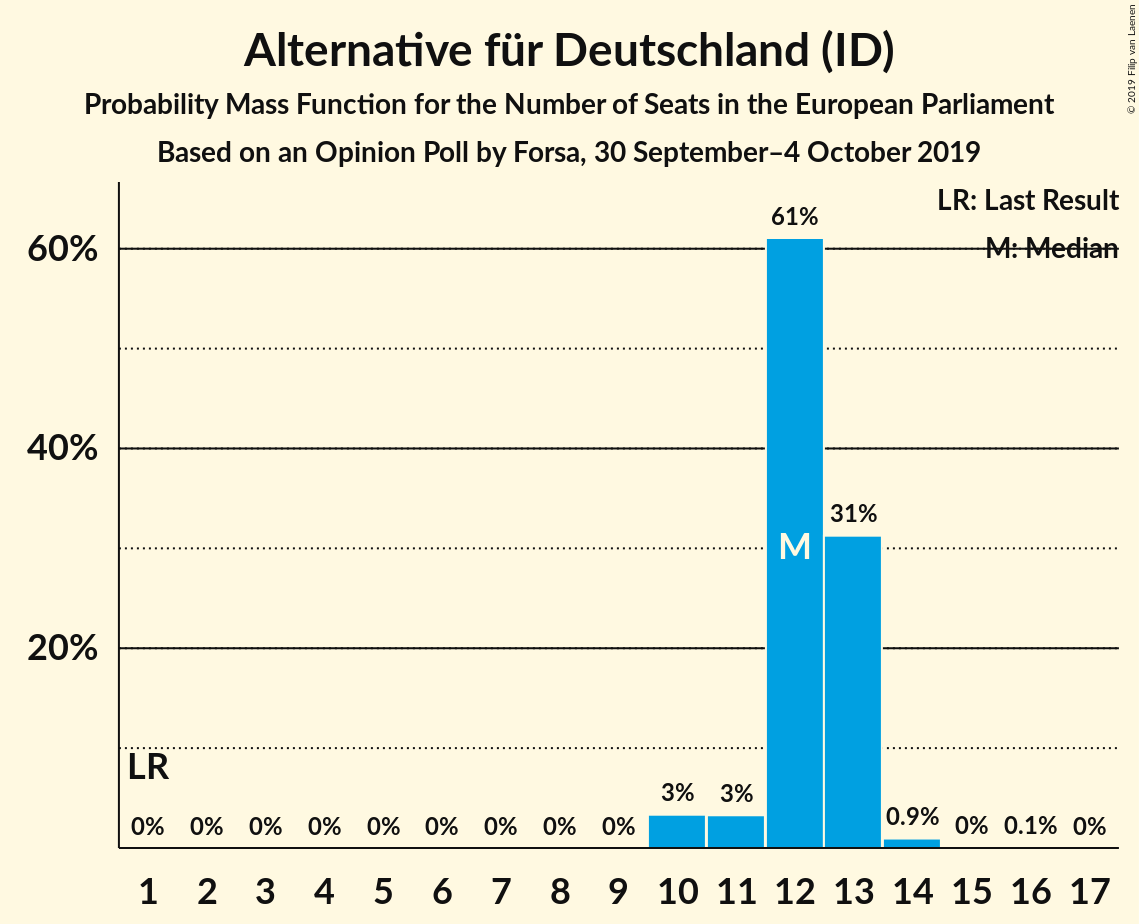 Alternative für Deutschland (ID)
Probability Mass Function for the Number of Seats in the European Parliament
Based on an Opinion Poll by Forsa, 30 September–4 October 2019
© 2019 Filip van Laenen
LR: Last Result
M: Median
60%
40%
20%
61%
31%
M
LR
0% 0% 0% 0% 0% 0% 0% 0% 0% 3% 3% 0.9% 0% 0.1% 0%
1 2 3 4 5 6 7 8 9 10 11 12 13 14 15 16 17